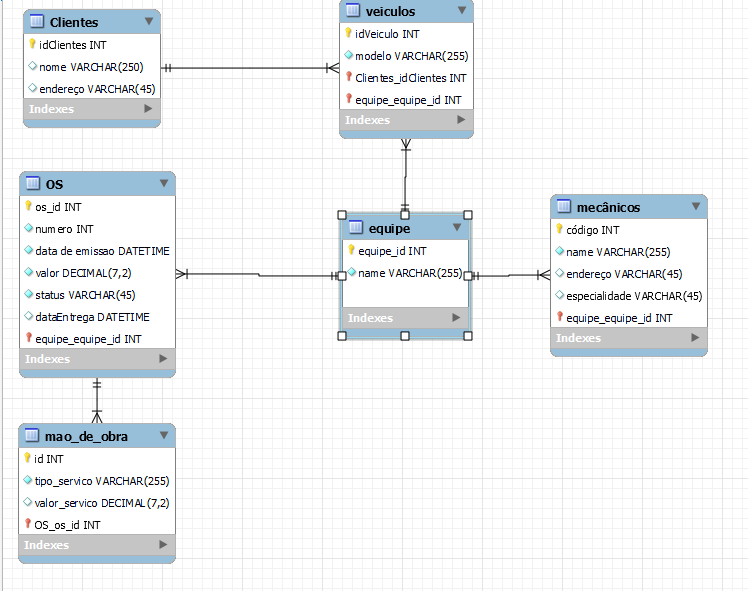 Clientes
idClientes INT
nome VARCHAR(250)
endereço VARCHAR(45)
Indexes
veiculos
idVeiculo INT
modelo VARCHAR(255)
Clientes_idClientes INT
equipe_equipe_id INT
Indexes
OS
os_id INT
numero INT
data de emissao DATETIME
valor DECIMAL(7,2)
status VARCHAR(45)
dataEntrega DATETIME
equipe_equipe_id INT
Indexes
equipe
equipe_id INT
name VARCHAR(255)
Indexes
mecânicos
código INT
name VARCHAR(255)
endereço VARCHAR(45)
especialidade VARCHAR(45)
equipe_equipe_id INT
Indexes
mao_de_obra
id INT
tipo_servico VARCHAR(255)
valor_servico DECIMAL(7,2)
OS_os_id INT
Indexes